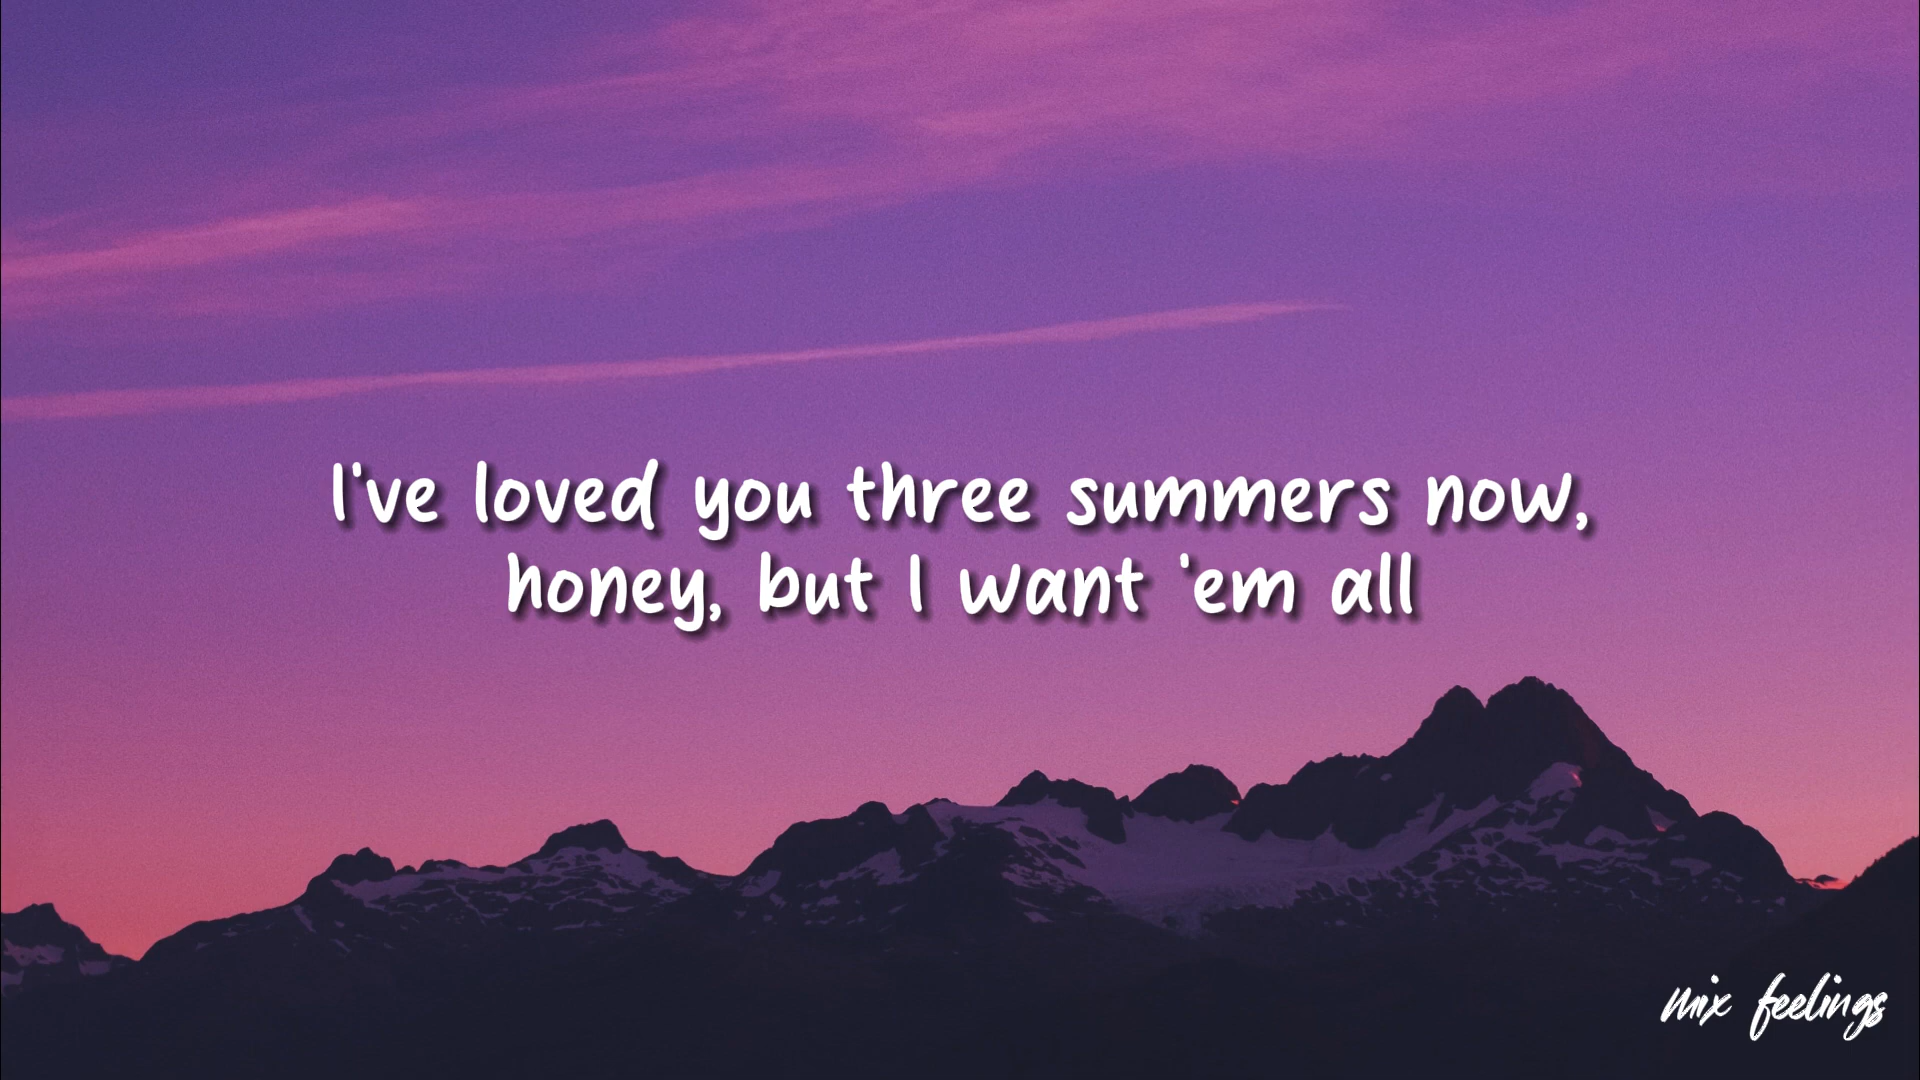 I've loved you three summers now,
honey, but I want 'em all
mix feelings